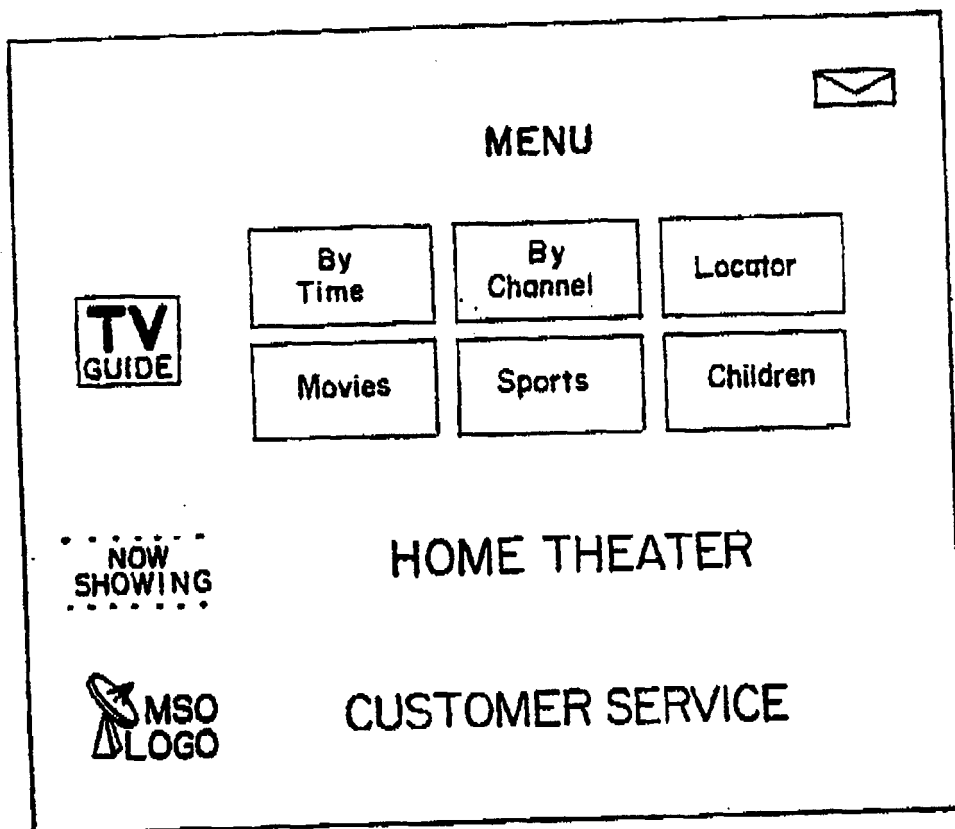 MENU
By
Time
By
Channel
Locator
TV
GUIDE
Movies
Sports
Children
NOW
SHOWING
HOME THEATER
MSO
LOGO
CUSTOMER SERVICE